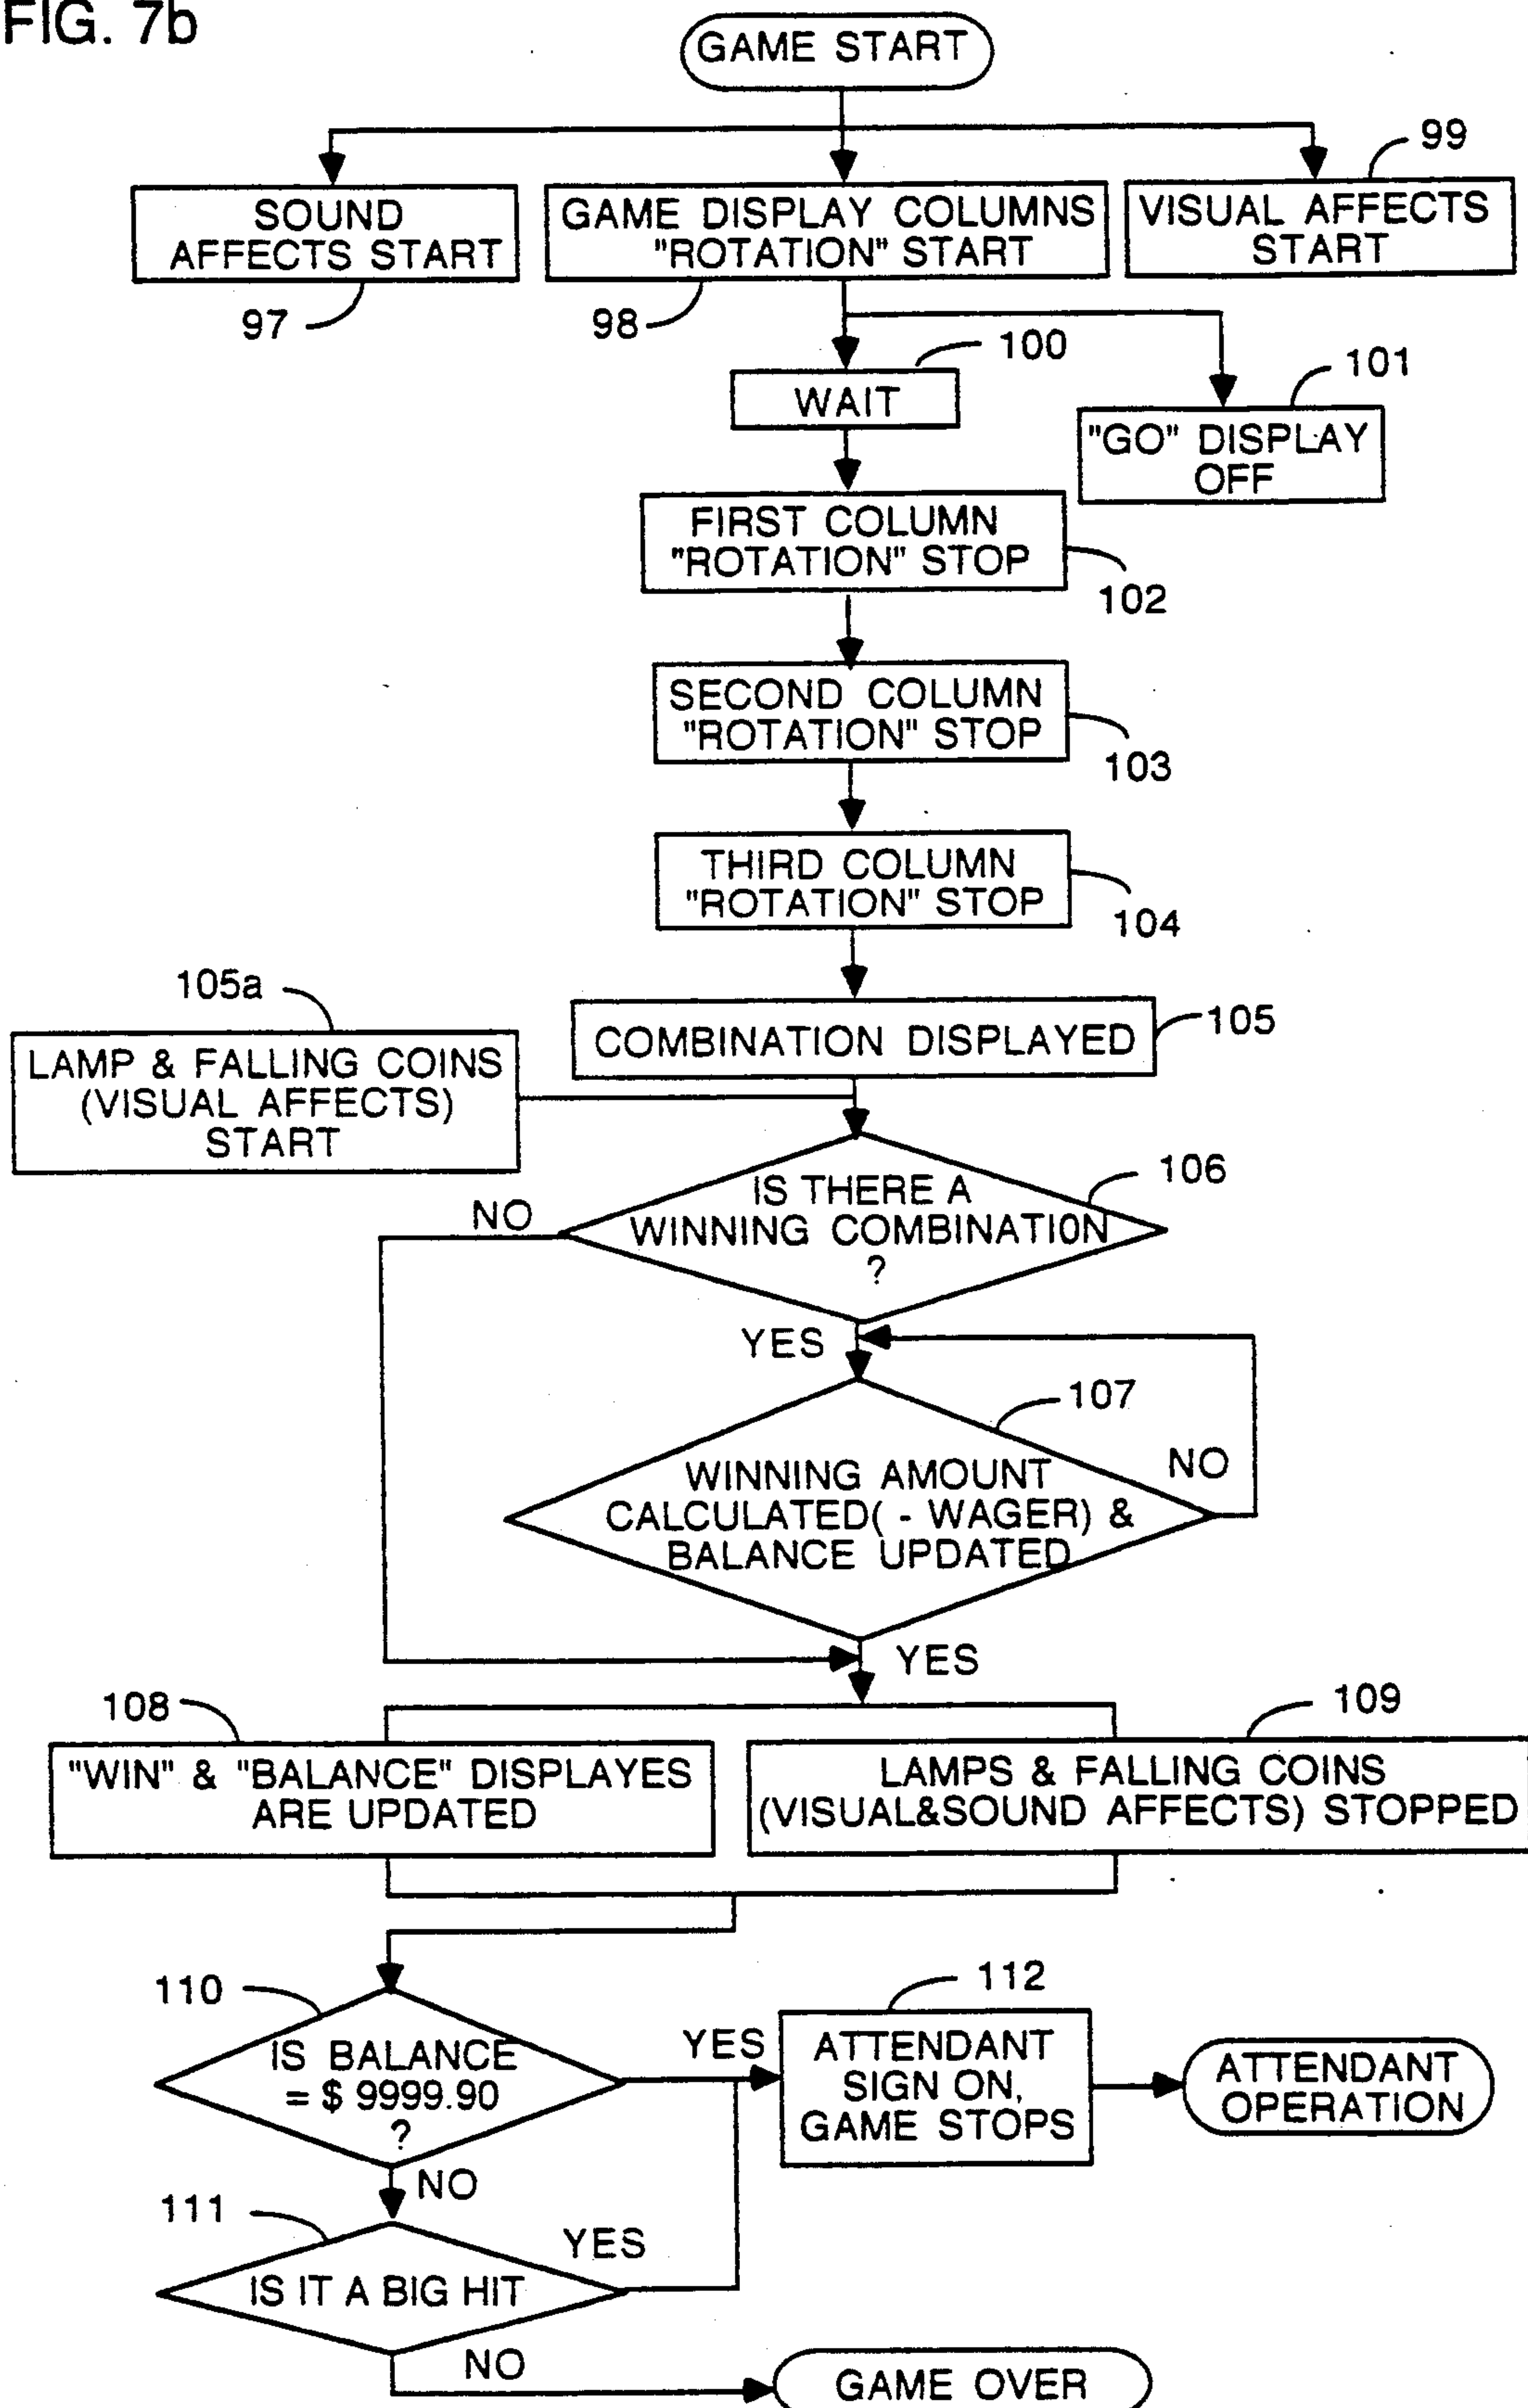 FIG. 7b
GAME START
99
SOUND
AFFECTS START
GAME DISPLAY COLUMNS
"ROTATION" START
VISUAL AFFECTS
START
97
98
100
101
WAIT
"GO" DISPLAY
OFF
FIRST COLUMN
"ROTATION" STOP
102
SECOND COLUMN
"ROTATION" STOP
103
THIRD COLUMN
"ROTATION" STOP
104
105a
COMBINATION DISPLAYED
105
LAMP & FALLING COINS
(VISUAL AFFECTS)
START
106
IS THERE A
WINNING COMBINATION
?
NO
YES
107
WINNING AMOUNT
CALCULATED( - WAGER) &
BALANCE UPDATED
NO
YES
108
109
"WIN" & "BALANCE" DISPLAYES
ARE UPDATED
LAMPS & FALLING COINS
(VISUAL&SOUND AFFECTS) STOPPED
110
112
IS BALANCE
= $ 9999.90
?
YES
ATTENDANT
SIGN ON,
GAME STOPS
ATTENDANT
OPERATION
NO
111
YES
IS IT A BIG HIT
NO
GAME OVER